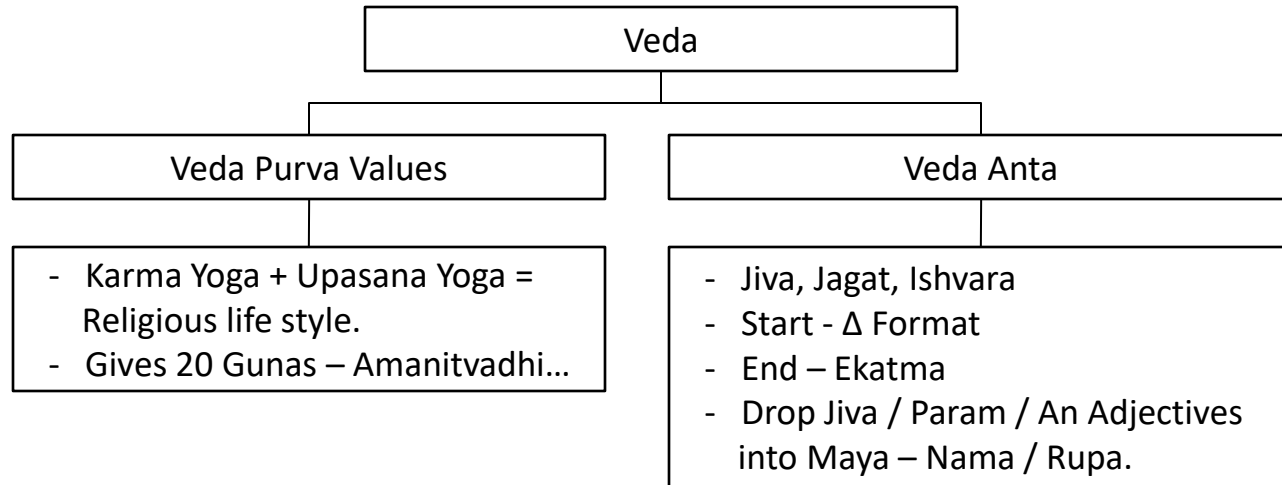 Veda
Veda Purva Values
Veda Anta
- Karma Yoga + Upasana Yoga =
Religious life style.
- Gives 20 Gunas – Amanitvadhi…
- Jiva, Jagat, Ishvara
- Start - Δ Format
- End – Ekatma
- Drop Jiva / Param / An Adjectives
into Maya – Nama / Rupa.